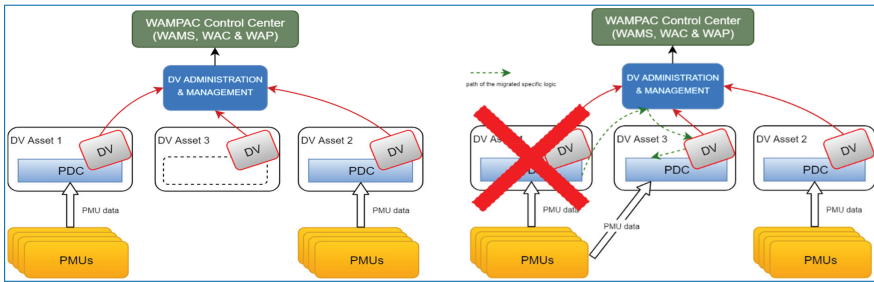 WAMPAC Control Center
(WAMS, WAC & WAP)
DV ADMINISTRATION
& MANAGEMENT
DV Asset 1
DV
PDC
DV Asset 3
DV
DV Asset 2
DV
PDC
PMU data
PMU data
PMUs
PMUs
WAMPAC Control Center
(WAMS, WAC & WAP)
path of the migrated specific logic
DV ADMINISTRATION
& MANAGEMENT
DV
DV Asset 3
DV
PDC
DV Asset 2
DV
PDC
PMU data
PMU data
PMU data
PMUs
PMUs